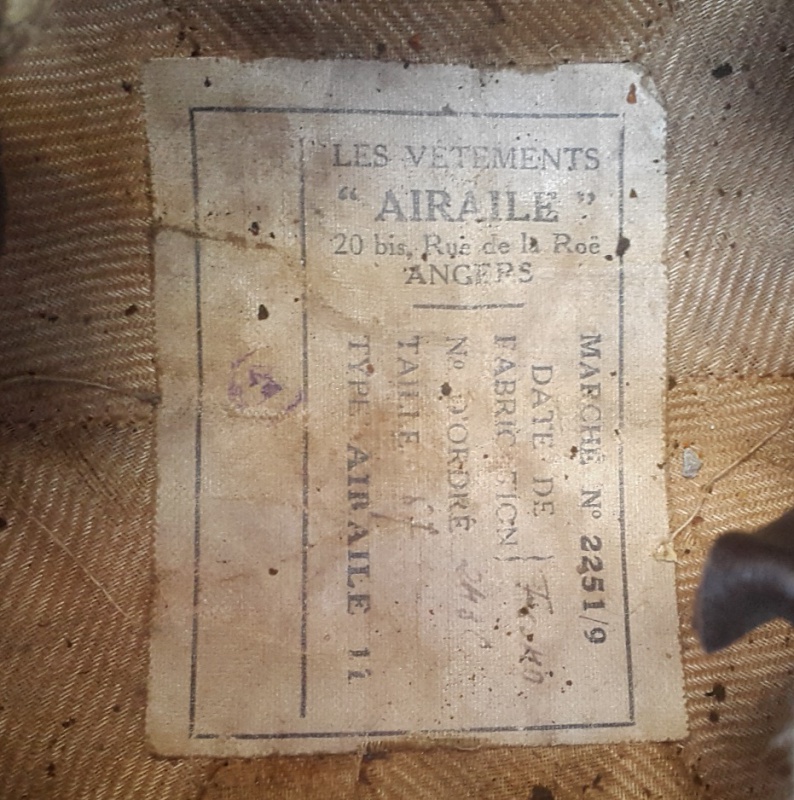 LES VÊTEMENTS
"AIRAILE"
20 bis, Rue de la Roë
ANGERS
MARCHÉ N° 2251/9
DATE DE
FABRICATION
N° D'ORDRE
TAILLE
TYPE AIRAILE 11